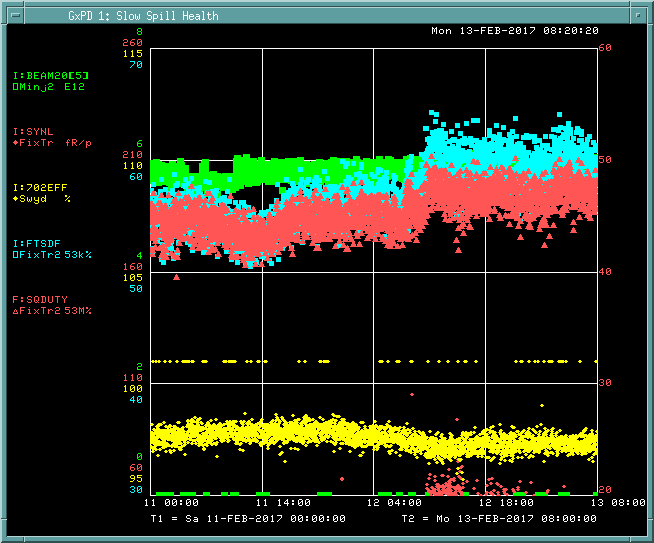 GxPD 1: Slow Spill Health
Mon 13-FEB-2017 08:20:20
8
260
115
70
60
I:BEAM20[5]
Minj2 E12
I:SYNL
FixTr fR/p
6
210
110
60
50
I:702EFF
Swyd %
I:FTSDF
FixTr2 53k%
4
160
105
50
40
F:SQDUTY
FixTr2 53M%
2
110
100
40
30
0
60
95
30
20
11 00:00
11 14:00
12 04:00
12 18:00
13 08:00
T1 = Sa 11-FEB-2017 00:00:00
T2 = Mo 13-FEB-2017 08:00:00